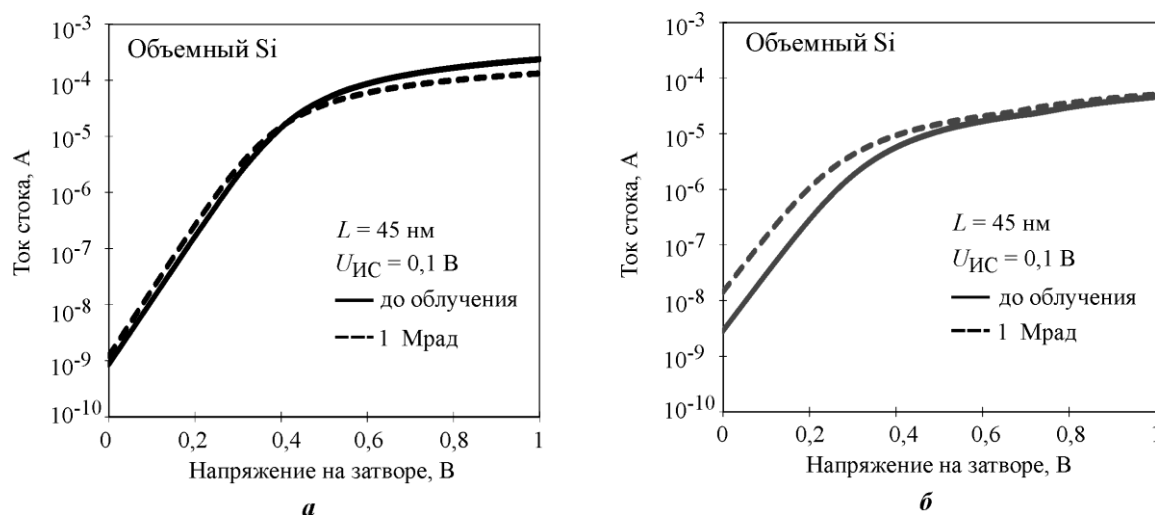 10-3
10-4
10-5
10-6
10-7
10-8
10-9
10-10
Ток стока, А
Объемный Si
L = 45 нм
UИС = 0,1 В
до облучения
1 Мрад
0 0,2 0,4 0,6 0,8 1
Напряжение на затворе, В
а
10-3
10-4
10-5
10-6
10-7
10-8
10-9
10-10
Ток стока, А
Объемный Si
L = 45 нм
UИС = 0,1 В
до облучения
1 Мрад
0 0,2 0,4 0,6 0,8 1
Напряжение на затворе, В
б